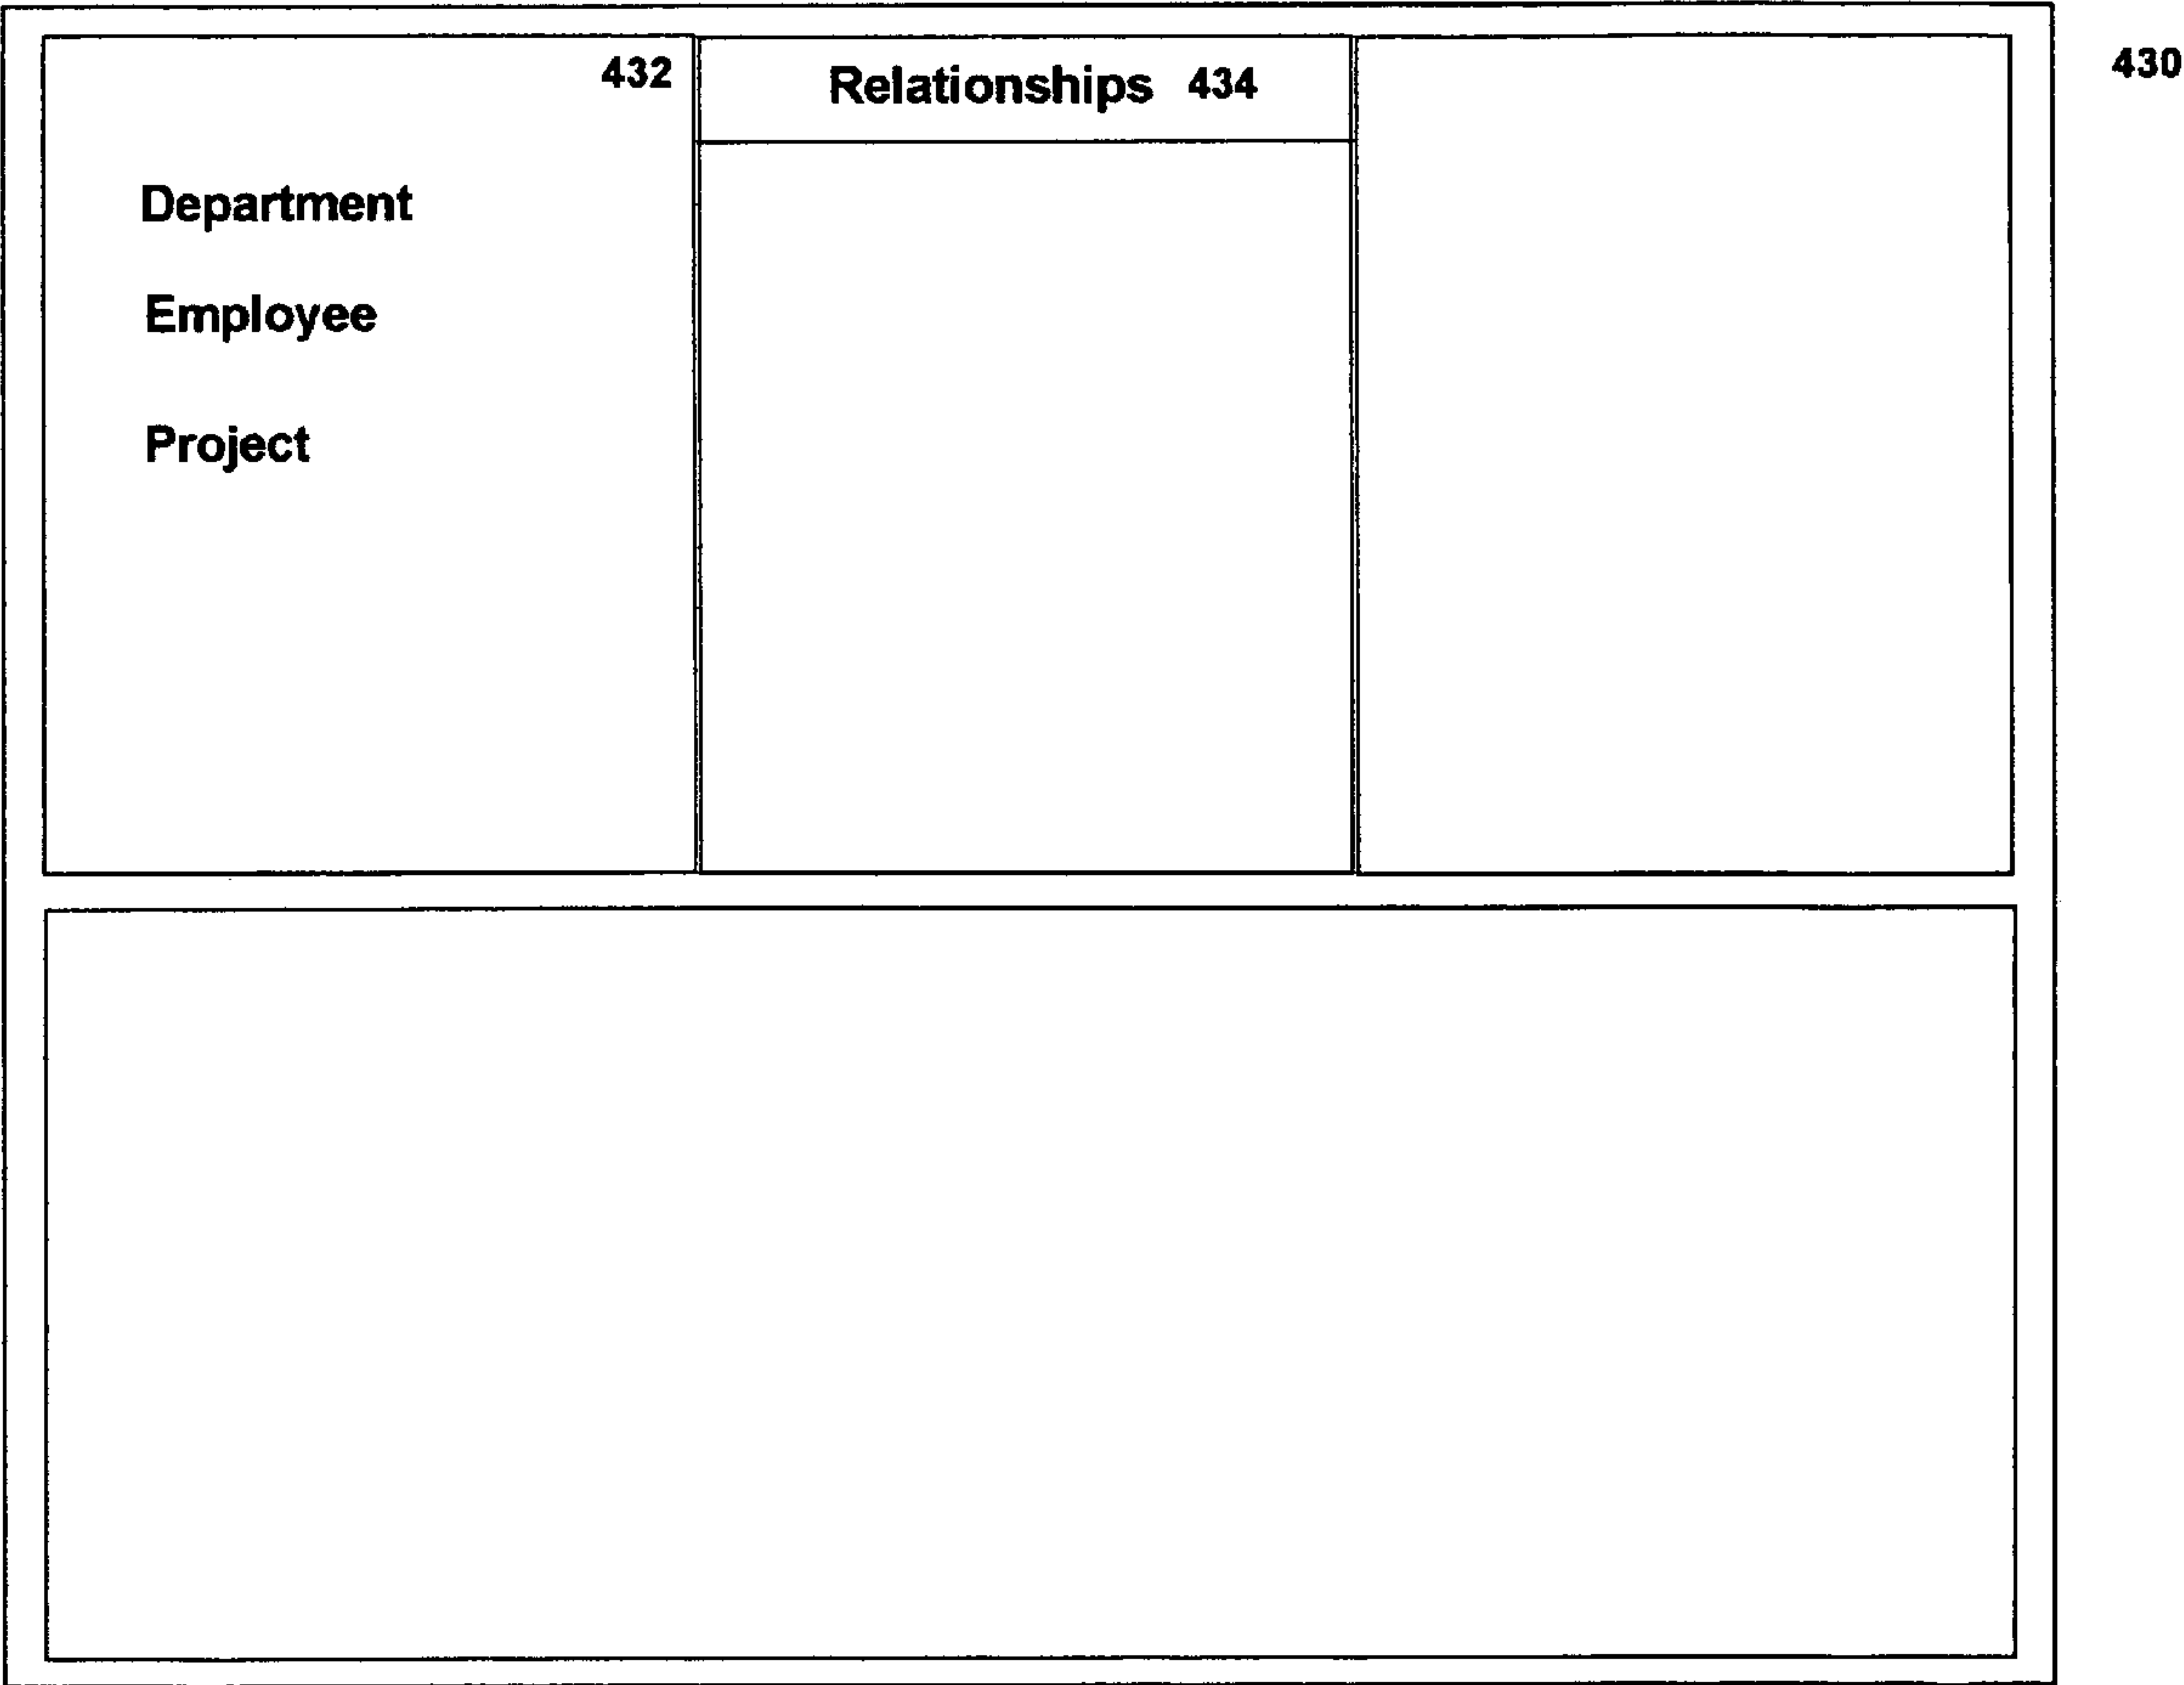 432
Relationships 434
430
Department
Employee
Project